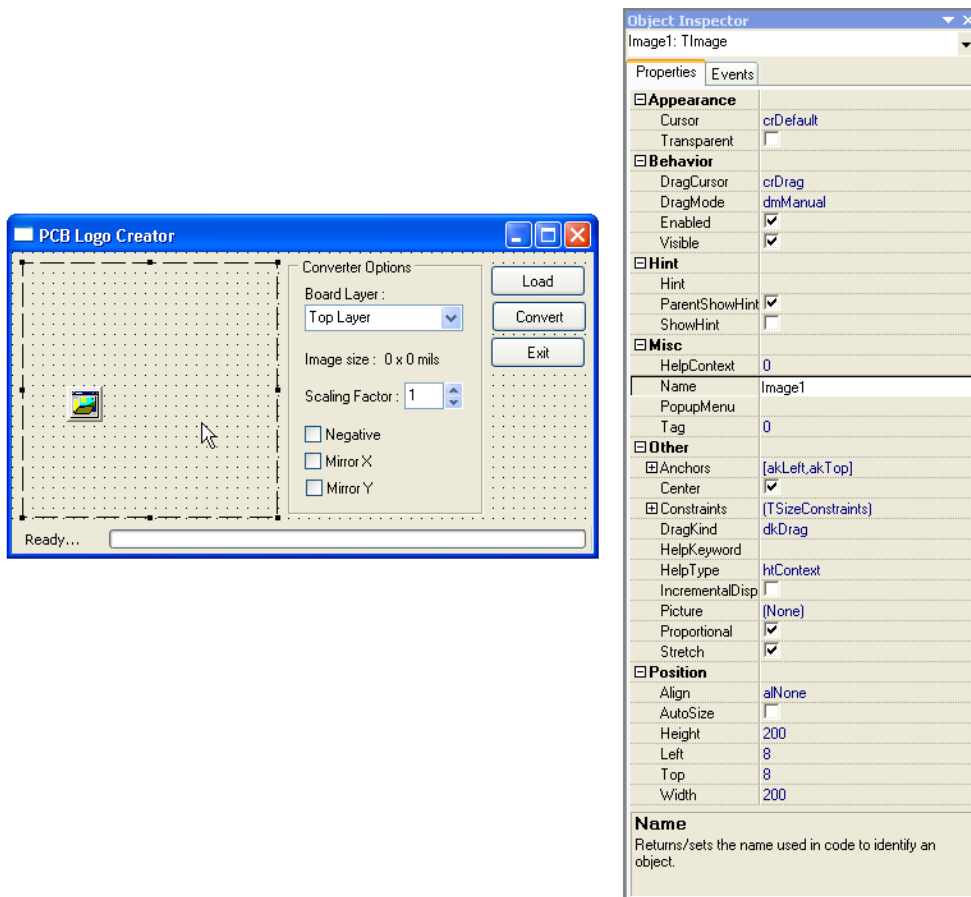 PCB Logo Creator
Converter Options
Board Layer :
Top Layer
Image size : 0 x 0 mils
Scaling Factor : 1
Negative
Mirror X
Mirror Y
Load
Convert
Exit
Ready...
Object Inspector
Image1: TImage
Properties Events
Appearance
Cursor crDefault
Transparent
Behavior
DragCursor crDrag
DragMode dmManual
Enabled
Visible
Hint
Hint
ParentShowHint
ShowHint
Misc
HelpContext 0
Name Image1
PopupMenu
Tag 0
Other
Anchors [akLeft,akTop]
Center
Constraints (TSizeConstraints)
DragKind dkDrag
HelpKeyword
HelpType htContext
IncrementalDisp
Picture (None)
Proportional
Stretch
Position
Align alNone
AutoSize
Height 200
Left 8
Top 8
Width 200
Name
Returns/sets the name used in code to identify an
object.